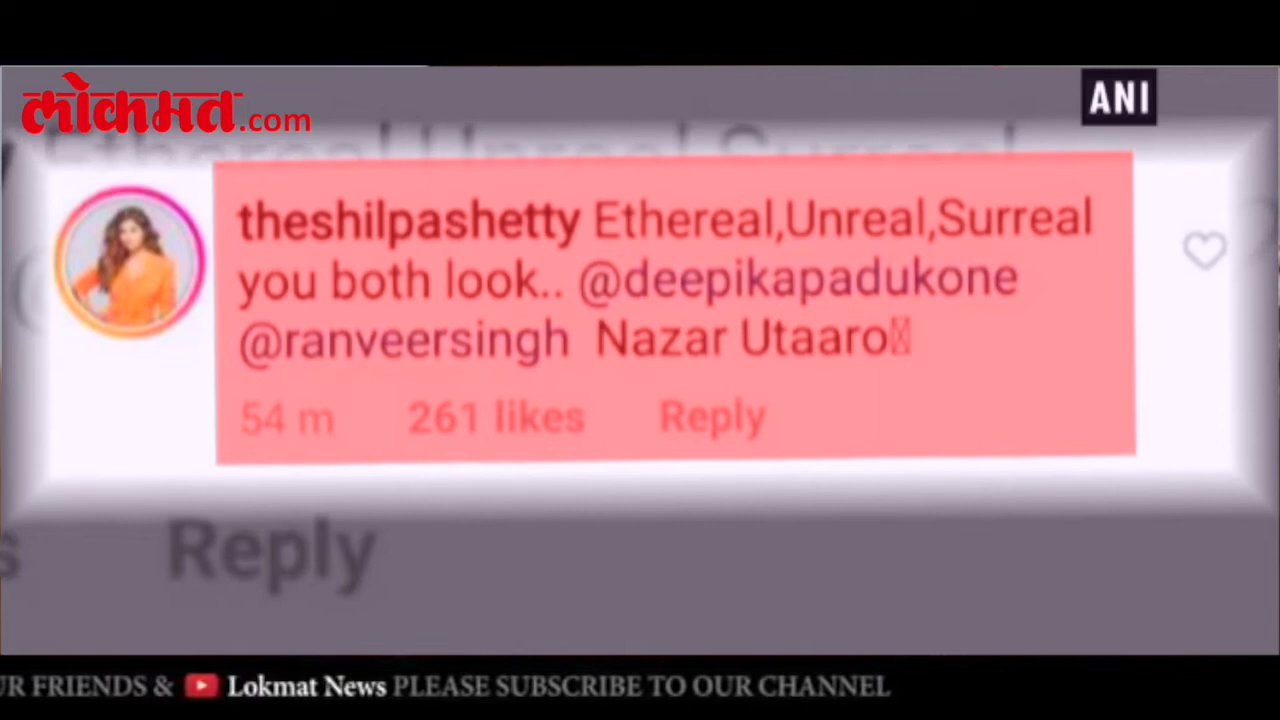 लोकमत.com
ANI
theshilpashetty Ethereal,Unreal,Surreal
you both look.. @deepikapadukone
@ranveersingh Nazar Utaaro
54 m 261 likes Reply
Reply
UR FRIENDS & Lokmat News PLEASE SUBSCRIBE TO OUR CHANNEL